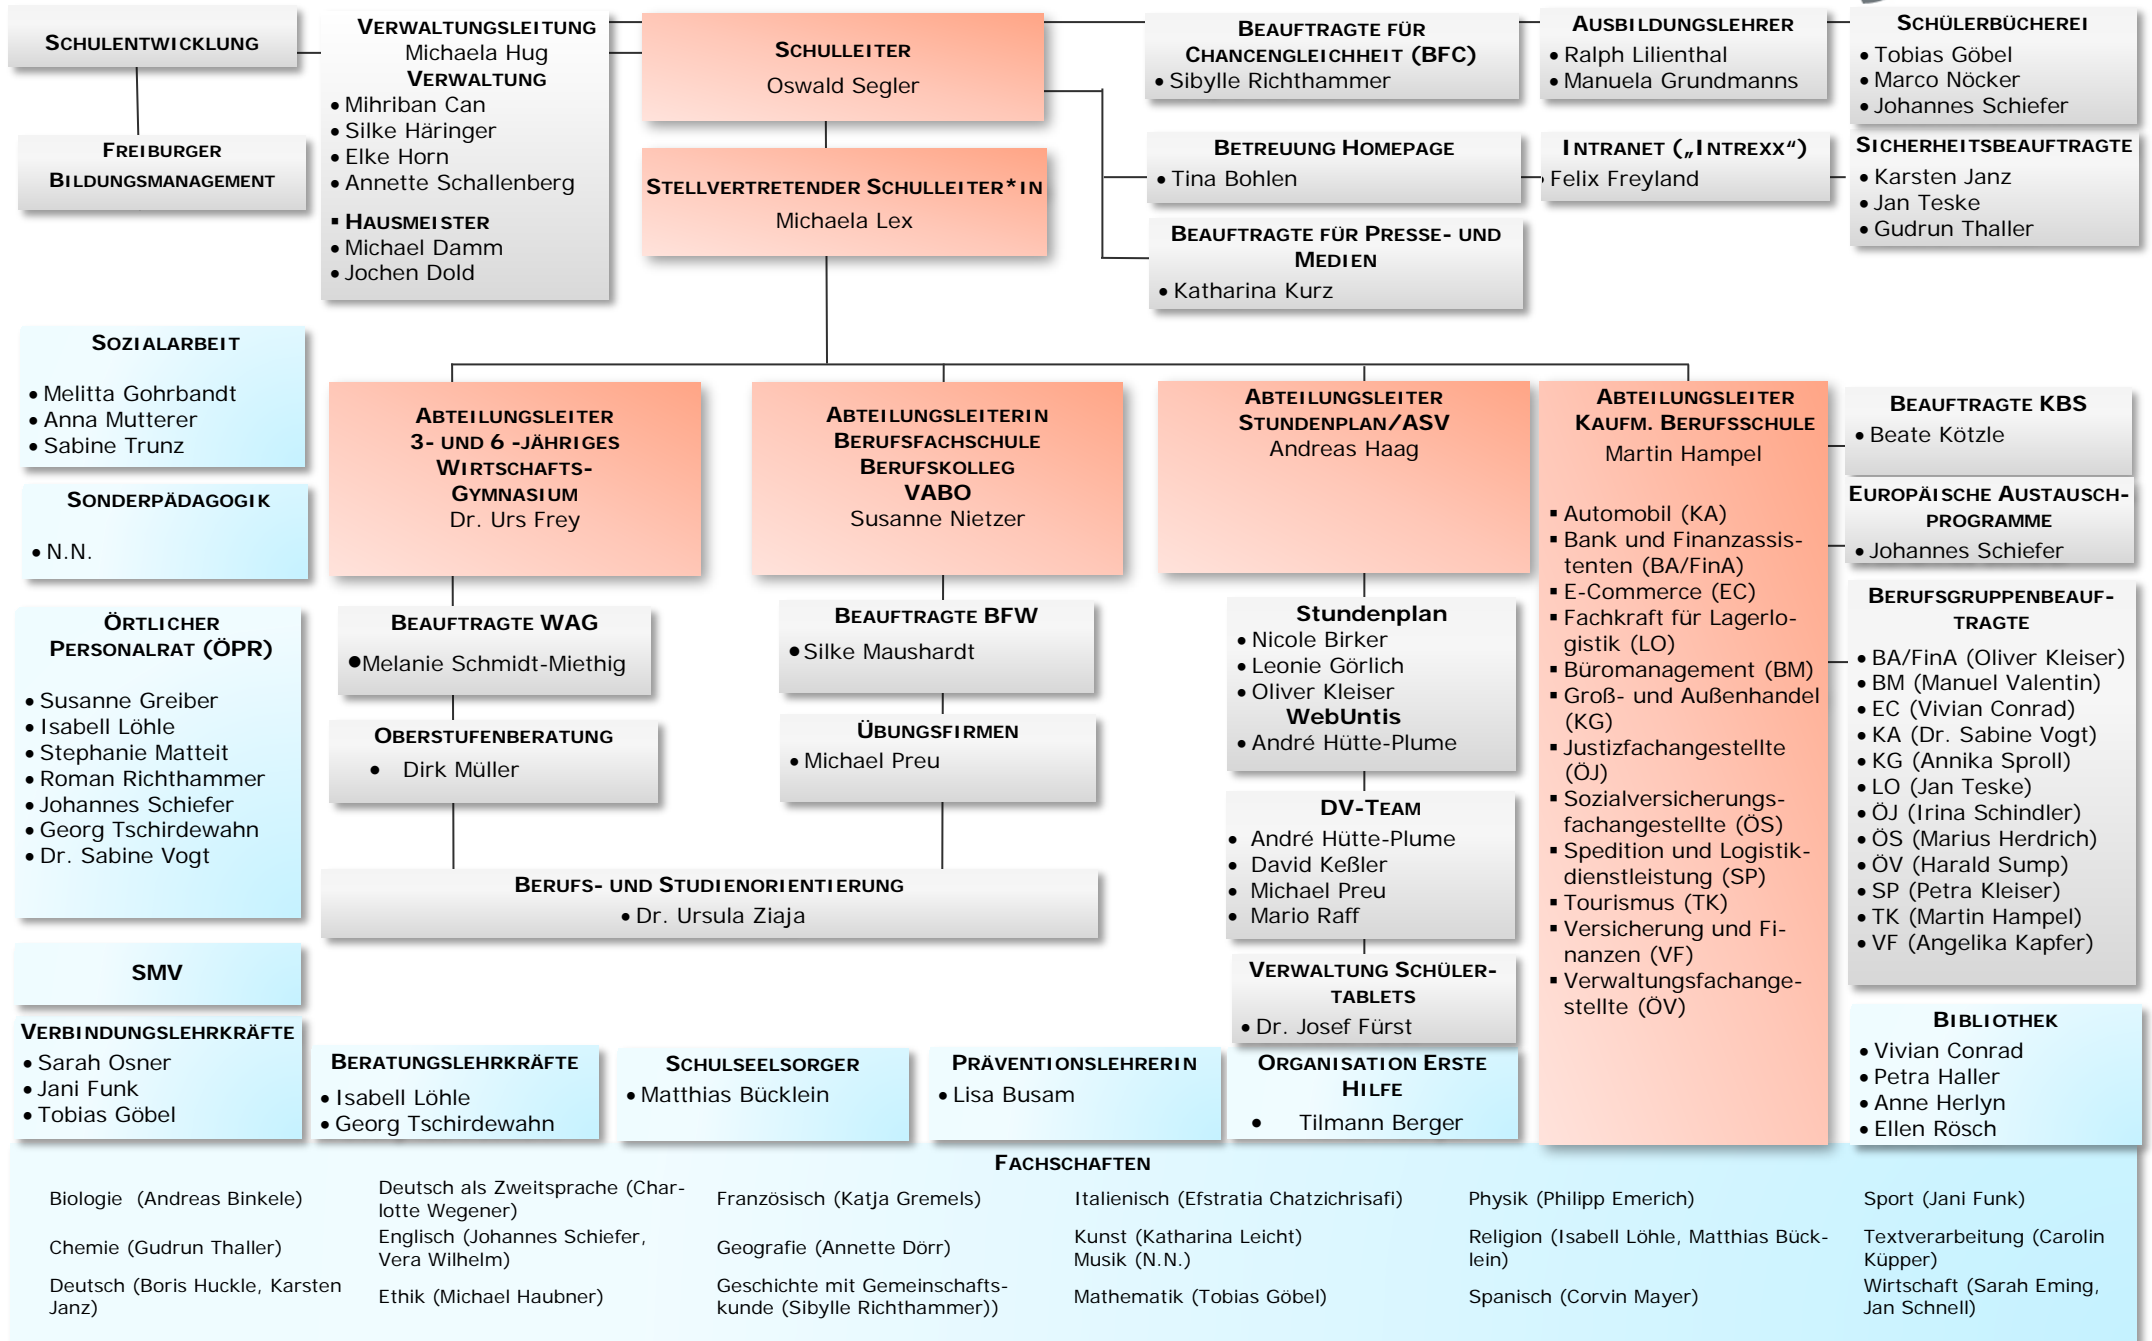 SCHULENTWICKLUNG
FREIBURGER
BILDUNGSMANAGEMENT
VERWALTUNGSLEITUNG
Michaela Hug
VERWALTUNG
• Mihriban Can
• Silke Häringer
• Elke Horn
• Annette Schallenberg
▪ HAUSMEISTER
• Michael Damm
• Jochen Dold
SCHULLEITER
Oswald Segler
STELLVERTRETENDER SCHULLEITER*IN
Michaela Lex
BEAUFTRAGTE FÜR
CHANCENGLEICHHEIT (BFC)
• Sibylle Richthammer
AUSBILDUNGSLEHRER
• Ralph Lilienthal
• Manuela Grundmanns
SCHÜLERBÜCHEREI
• Tobias Göbel
• Marco Nöcker
• Johannes Schiefer
BETREUUNG HOMEPAGE
• Tina Bohlen
INTRANET („INTREXX“)
• Felix Freyland
SICHERHEITSBEAUFTRAGTE
• Karsten Janz
• Jan Teske
• Gudrun Thaller
BEAUFTRAGTE FÜR PRESSE- UND
MEDIEN
• Katharina Kurz
SOZIALARBEIT
• Melitta Gohrbandt
• Anna Mutterer
• Sabine Trunz
SONDERPÄDAGOGIK
• N.N.
ÖRTLICHER
PERSONALRAT (ÖPR)
• Susanne Greiber
• Isabell Löhle
• Stephanie Matteit
• Roman Richthammer
• Johannes Schiefer
• Georg Tschirdewahn
• Dr. Sabine Vogt
SMV
VERBINDUNGSLEHRKRÄFTE
• Sarah Osner
• Jani Funk
• Tobias Göbel
ABTEILUNGSLEITER
3- UND 6 -JÄHRIGES
WIRTSCHAFTS-
GYMNASIUM
Dr. Urs Frey
BEAUFTRAGTE WAG
• Melanie Schmidt-Miethig
OBERSTUFENBERATUNG
• Dirk Müller
ABTEILUNGSLEITERIN
BERUFSFACHSCHULE
BERUFSKOLLEG
VABO
Susanne Nietzer
BEAUFTRAGTE BFW
• Silke Maushardt
ÜBUNGSFIRMEN
• Michael Preu
BERUFS- UND STUDIENORIENTIERUNG
• Dr. Ursula Ziaja
ABTEILUNGSLEITER
STUNDENPLAN/ASV
Andreas Haag
Stundenplan
• Nicole Birker
• Leonie Görlich
• Oliver Kleiser
WebUntis
• André Hütte-Plume
DV-TEAM
• André Hütte-Plume
• David Keßler
• Michael Preu
• Mario Raff
VERWALTUNG SCHÜLER-
TABLETS
• Dr. Josef Fürst
ABTEILUNGSLEITER
KAUFM. BERUFSSCHULE
Martin Hampel
▪ Automobil (KA)
▪ Bank und Finanzassis-
tenten (BA/FinA)
▪ E-Commerce (EC)
▪ Fachkraft für Lagerlo-
gistik (LO)
▪ Büromanagement (BM)
▪ Groß- und Außenhandel
(KG)
▪ Justizfachangestellte
(ÖJ)
▪ Sozialversicherungs-
fachangestellte (ÖS)
▪ Spedition und Logistik-
dienstleistung (SP)
▪ Tourismus (TK)
▪ Versicherung und Fi-
nanzen (VF)
▪ Verwaltungsfachange-
stellte (ÖV)
BEAUFTRAGTE KBS
• Beate Kötzle
EUROPÄISCHE AUSTAUSCH-
PROGRAMME
• Johannes Schiefer
BERUFSGRUPPENBEAUF-
TRAGTE
• BA/FinA (Oliver Kleiser)
• BM (Manuel Valentin)
• EC (Vivian Conrad)
• KA (Dr. Sabine Vogt)
• KG (Annika Sproll)
• LO (Jan Teske)
• ÖJ (Irina Schindler)
• ÖS (Marius Herdrich)
• ÖV (Harald Sump)
• SP (Petra Kleiser)
• TK (Martin Hampel)
• VF (Angelika Kapfer)
BERATUNGSLEHRKRÄFTE
• Isabell Löhle
• Georg Tschirdewahn
SCHULSEELSORGER
• Matthias Bücklein
PRÄVENTIONSLEHRERIN
• Lisa Busam
ORGANISATION ERSTE
HILFE
• Tilmann Berger
BIBLIOTHEK
• Vivian Conrad
• Petra Haller
• Anne Herlyn
• Ellen Rösch
FACHSCHAFTEN
Biologie (Andreas Binkele)
Chemie (Gudrun Thaller)
Deutsch (Boris Huckle, Karsten
Janz)
Deutsch als Zweitsprache (Char-
lotte Wegener)
Englisch (Johannes Schiefer,
Vera Wilhelm)
Ethik (Michael Haubner)
Französisch (Katja Gremels)
Geografie (Annette Dörr)
Geschichte mit Gemeinschafts-
kunde (Sibylle Richthammer))
Italienisch (Efstratia Chatzichrisafi)
Kunst (Katharina Leicht)
Musik (N.N.)
Mathematik (Tobias Göbel)
Physik (Philipp Emerich)
Religion (Isabell Löhle, Matthias Bück-
lein)
Spanisch (Corvin Mayer)
Sport (Jani Funk)
Textverarbeitung (Carolin
Küpper)
Wirtschaft (Sarah Eming,
Jan Schnell)